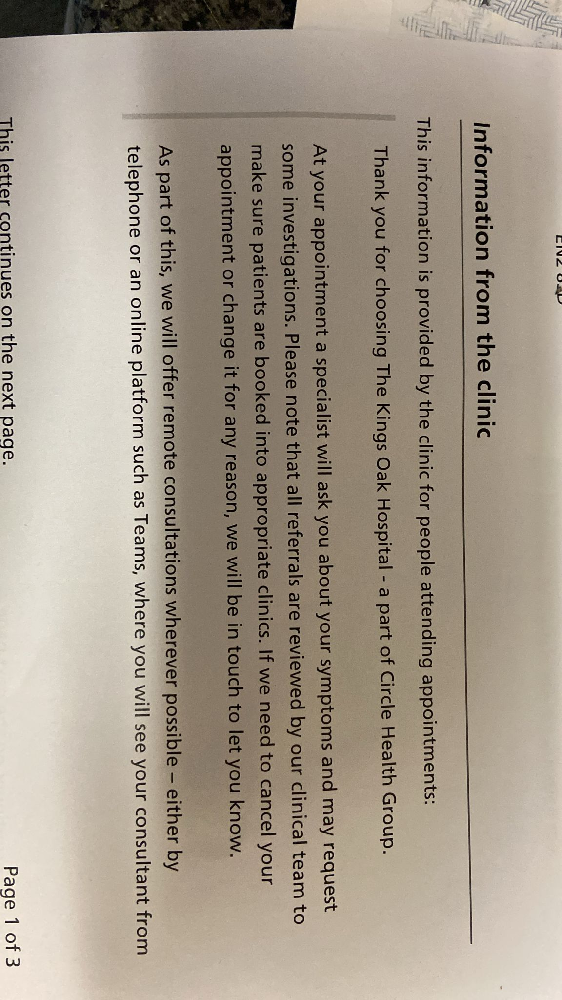 EN2
Information from the clinic
This information is provided by the clinic for people attending appointments:
Thank you for choosing The Kings Oak Hospital - a part of Circle Health Group.
At your appointment a specialist will ask you about your symptoms and may request
some investigations. Please note that all referrals are reviewed by our clinical team to
make sure patients are booked into appropriate clinics. If we need to cancel your
appointment or change it for any reason, we will be in touch to let you know.
As part of this, we will offer remote consultations wherever possible – either by
telephone or an online platform such as Teams, where you will see your consultant from
This letter continues on the next page.
Page 1 of 3